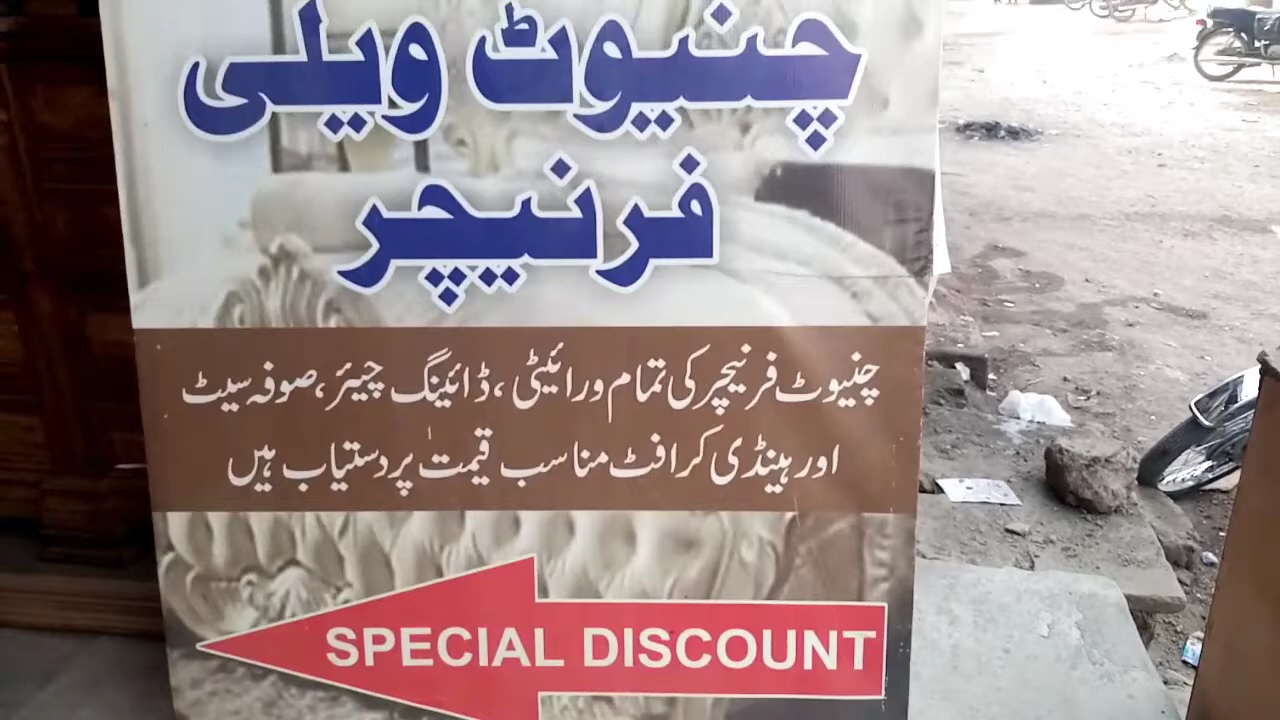 چنیوٹ ویلی
فرنیچر
چنیوٹ فرنیچر کی تمام ورائیٹی، ڈائینگ چیئر، صوفہ سیٹ
اور ہینڈی کرافٹ مناسب قیمت پر دستیاب ہیں
SPECIAL DISCOUNT